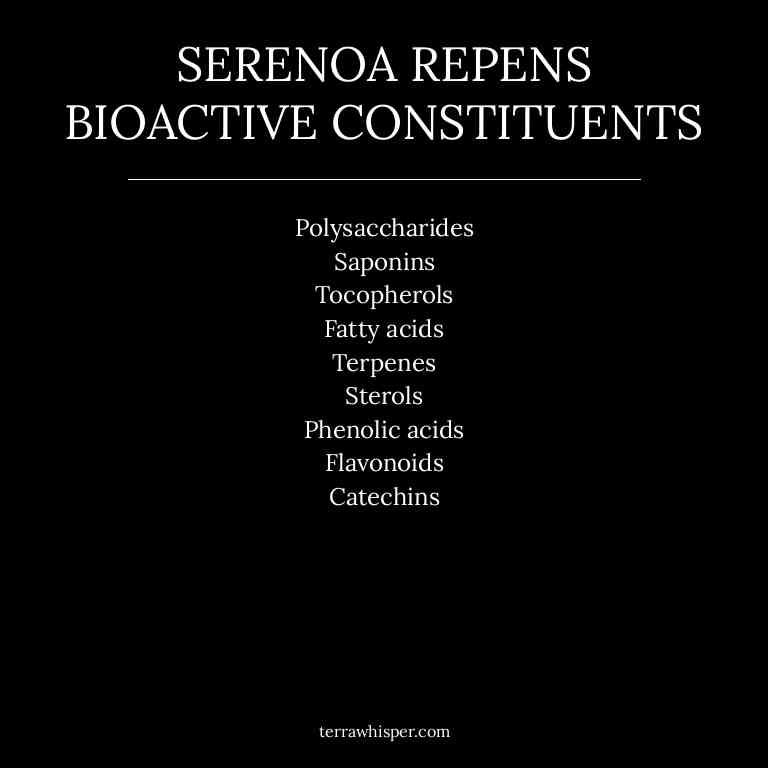 SERENOA REPENS
BIOACTIVE CONSTITUENTS
Polysaccharides
Saponins
Tocopherols
Fatty acids
Terpenes
Sterols
Phenolic acids
Flavonoids
Catechins
terrawhisper.com